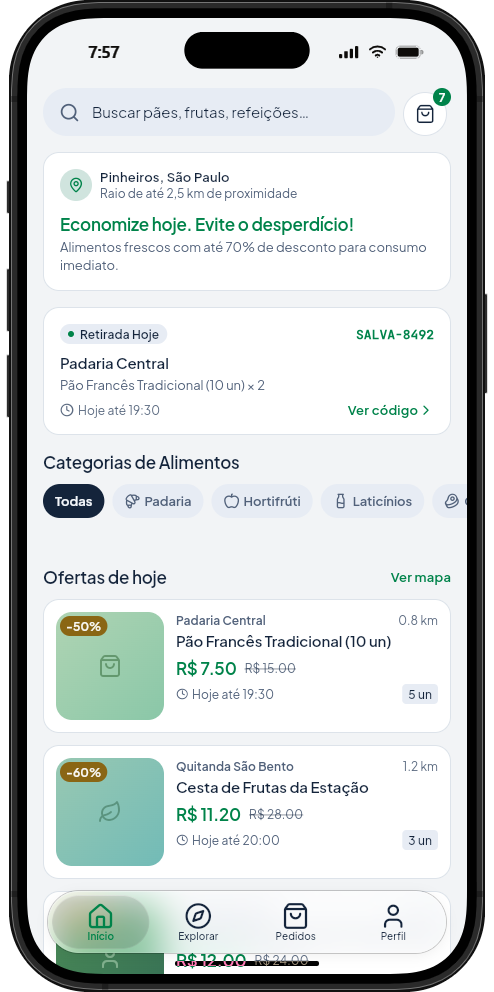 7:57
Buscar pães, frutas, refeições...
7
Pinheiros, São Paulo
Raio de até 2,5 km de proximidade
Economize hoje. Evite o desperdício!
Alimentos frescos com até 70% de desconto para consumo
imediato.
Retirada Hoje
SALVA-8492
Padaria Central
Pão Francês Tradicional (10 un) × 2
Hoje até 19:30
Ver código
Categorias de Alimentos
Todas
Padaria
Hortifrúti
Laticínios
Ofertas de hoje
Ver mapa
-50%
Padaria Central
0.8 km
Pão Francês Tradicional (10 un)
R$ 7.50 R$ 15.00
Hoje até 19:30
5 un
-60%
Quitanda São Bento
1.2 km
Cesta de Frutas da Estação
R$ 11.20 R$ 28.00
Hoje até 20:00
3 un
R$ 12.00 R$ 24.00
Início
Explorar
Pedidos
Perfil